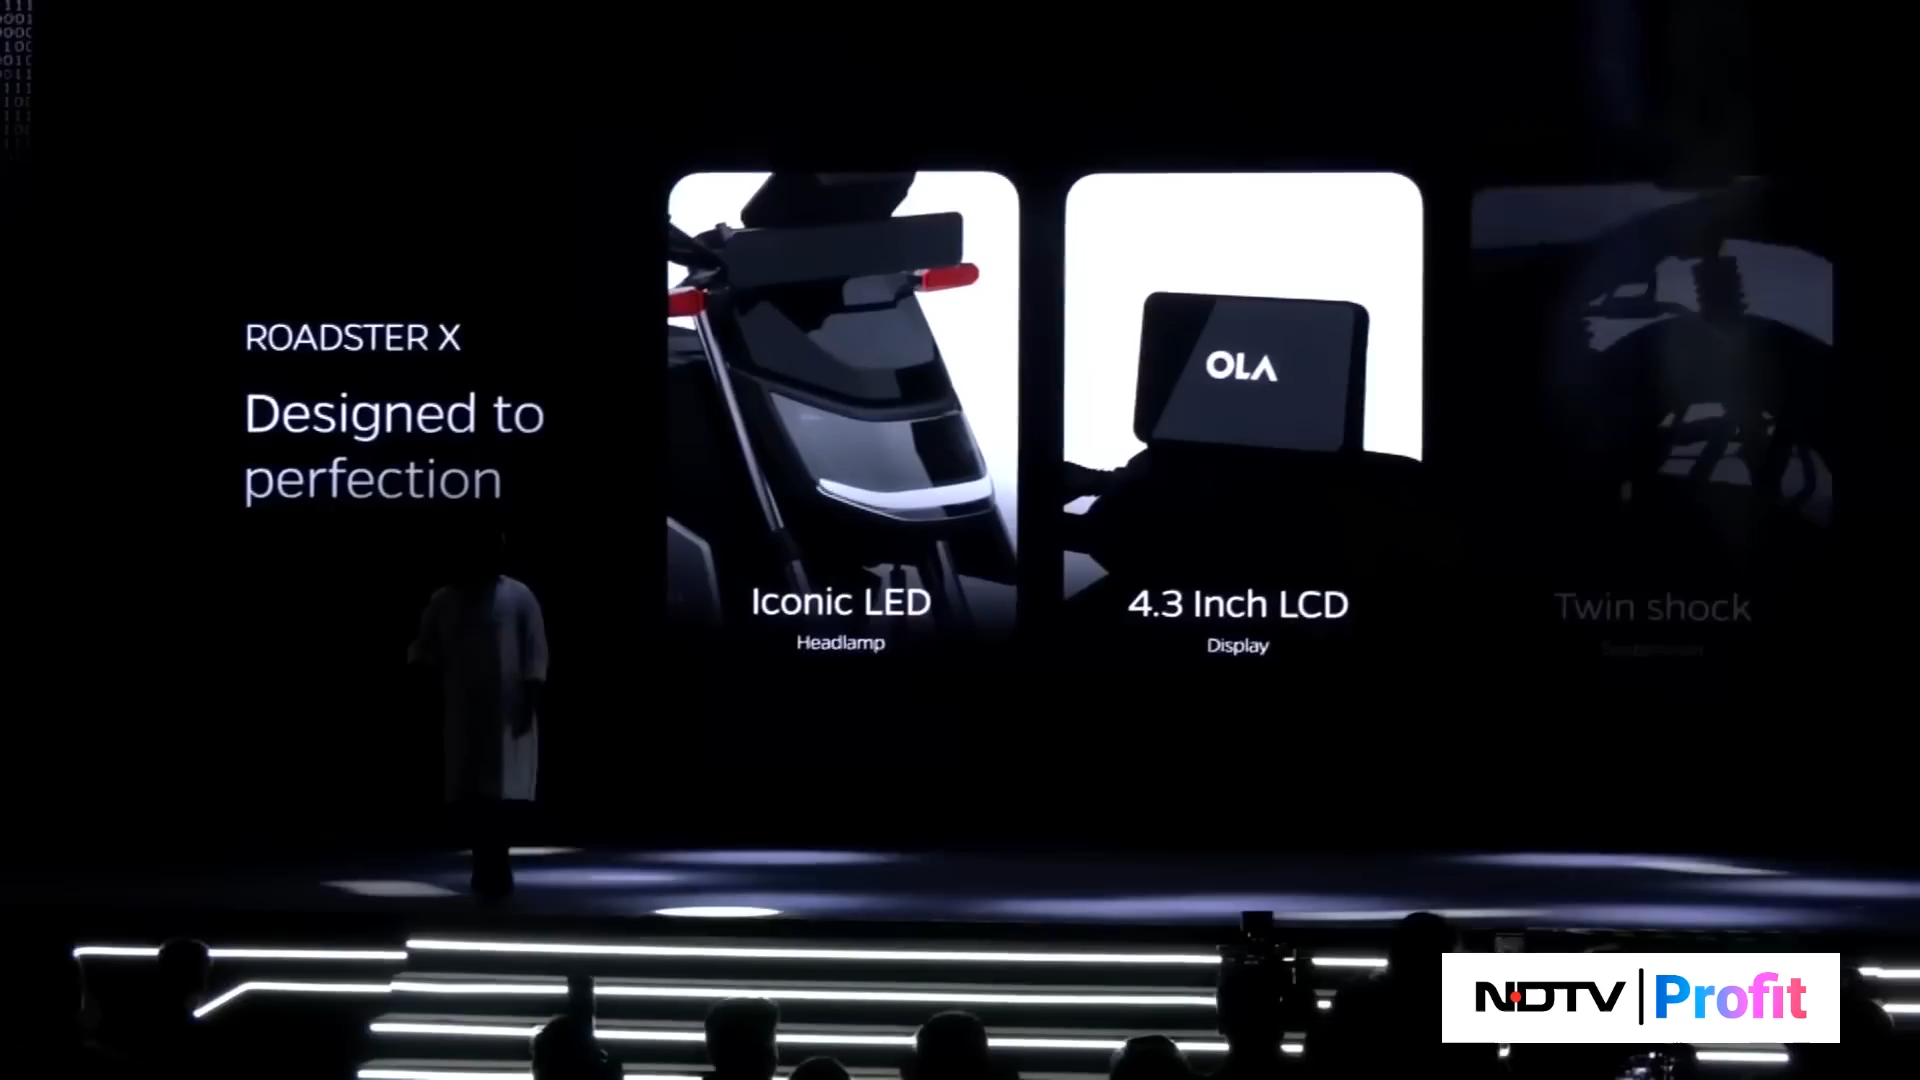 ROADSTER X
Designed to
perfection
OLA
Iconic LED
Headlamp
4.3 Inch LCD
Display
Twin shock
NDTV Profit